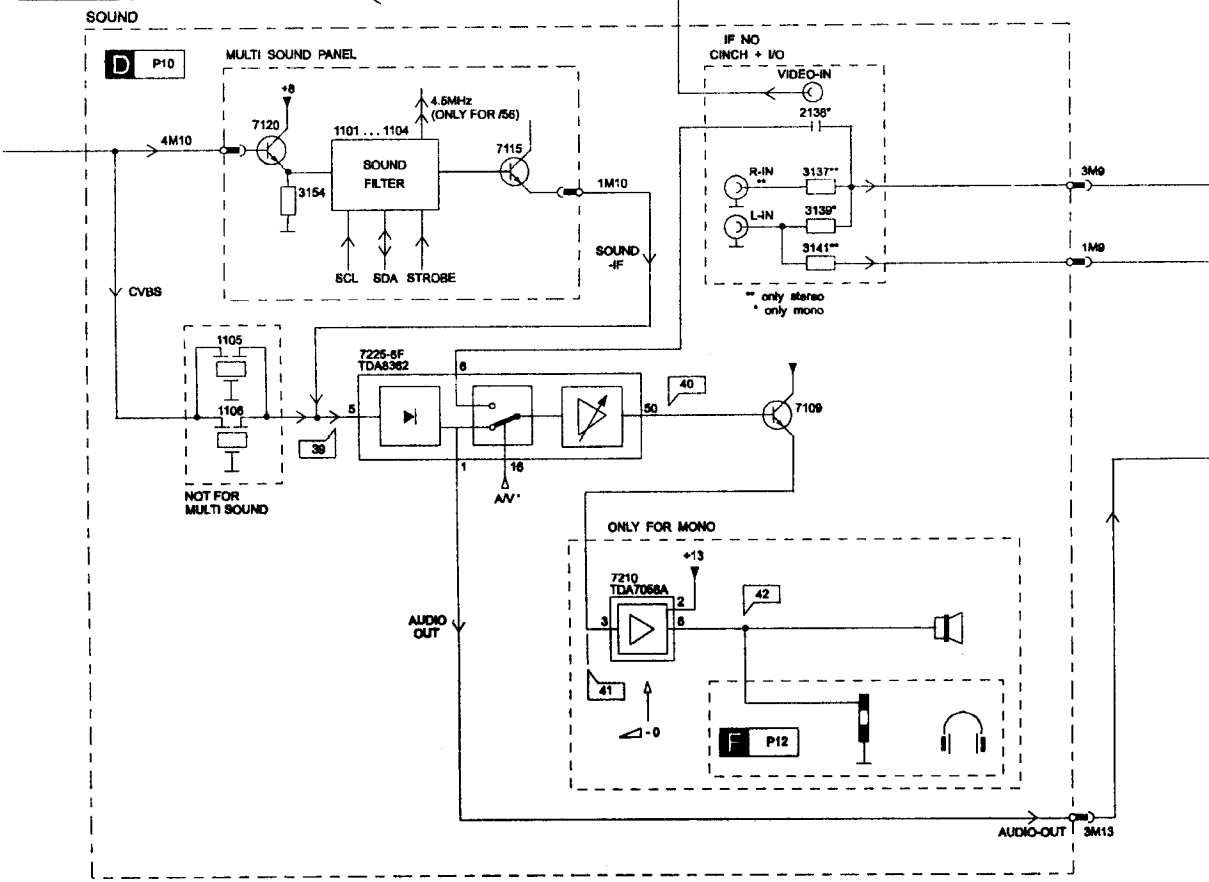 SOUND
D P10
MULTI SOUND PANEL
+8
7120
4M10
3154
4.5MHz
(ONLY FOR /56)
1101 . . . 1104
SOUND
FILTER
7115
1M10
SCL
SDA
STROBE
SOUND
-IF
CVBS
IF NO
CINCH + I/O
VIDEO-IN
2136*
R-IN
**
3137**
L-IN
3139*
3141**
3M9
1M9
** only stereo
* only mono
1105
1106
NOT FOR
MULTI SOUND
39
7225-6F
TDA8362
6
5
1
16
A/V*
50
40
7109
ONLY FOR MONO
+13
7210
TDA7056A
2
3
6
42
41
- 0
F P12
AUDIO
OUT
AUDIO-OUT
3M13